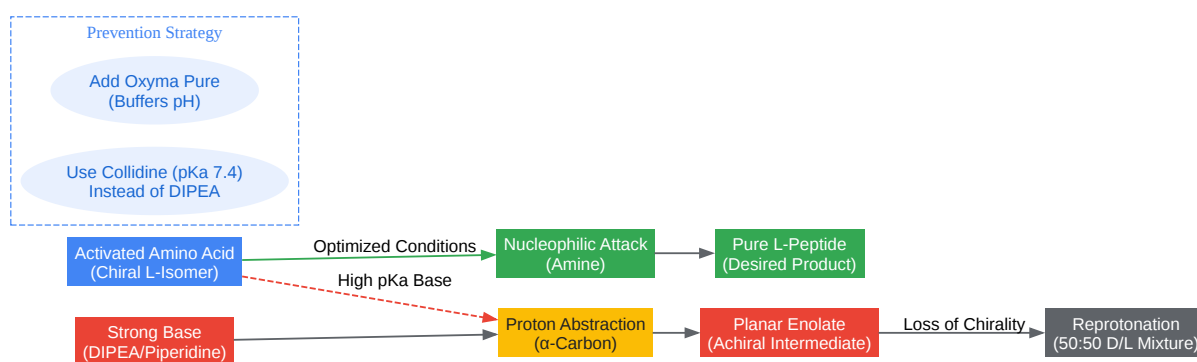 Prevention Strategy
Add Oxyma Pure
(Buffers pH)
Use Collidine (pKa 7.4)
Instead of DIPEA
Activated Amino Acid
(Chiral L-Isomer)
Optimized Conditions
High pKa Base
Nucleophilic Attack
(Amine)
Pure L-Peptide
(Desired Product)
Strong Base
(DIPEA/Piperidine)
Proton Abstraction
(α-Carbon)
Planar Enolate
(Achiral Intermediate)
Loss of Chirality
Reprotonation
(50:50 D/L Mixture)